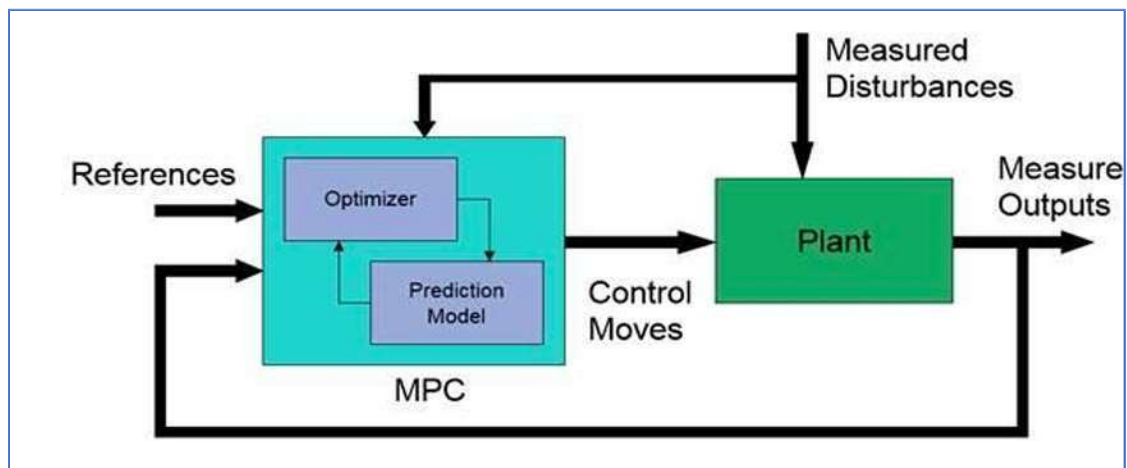 Measured
Disturbances
References
Optimizer
Prediction
Model
MPC
Control
Moves
Plant
Measure
Outputs